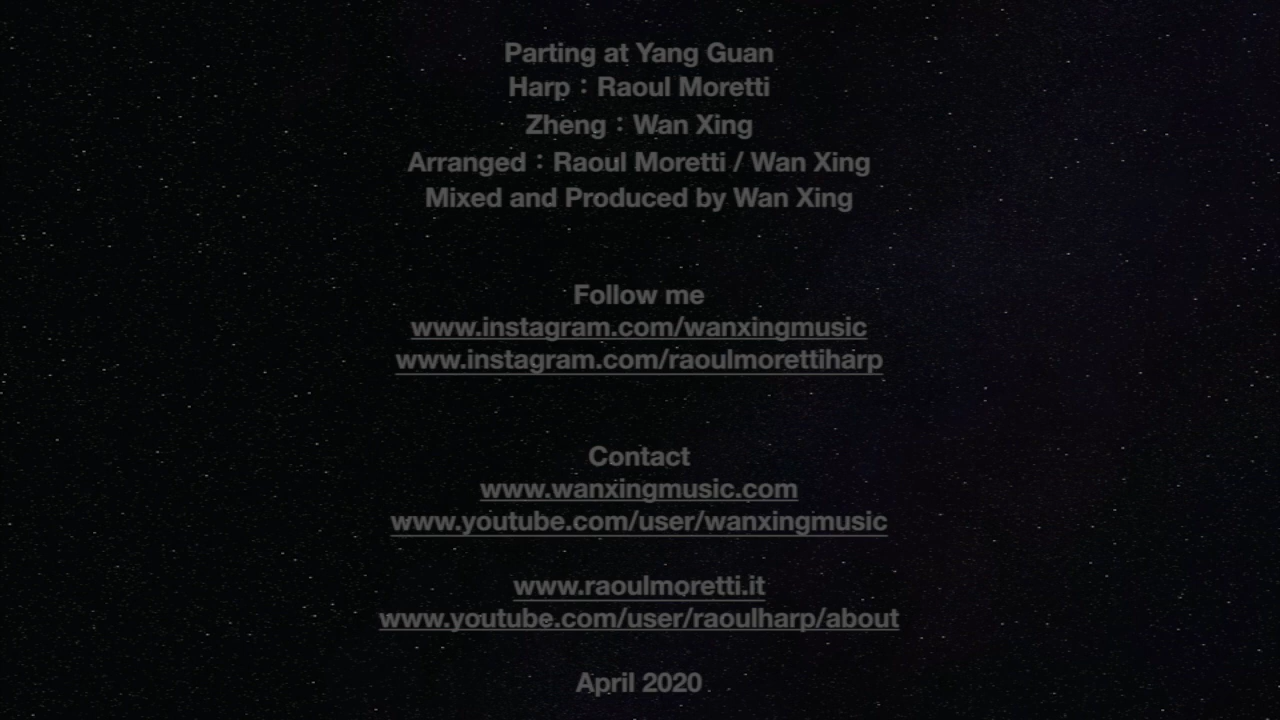 Parting at Yang Guan
Harp：Raoul Moretti
Zheng：Wan Xing
Arranged：Raoul Moretti / Wan Xing
Mixed and Produced by Wan Xing
Follow me
www.instagram.com/wanxingmusic
www.instagram.com/raoulmorettiharp
Contact
www.wanxingmusic.com
www.youtube.com/user/wanxingmusic
www.raoulmoretti.it
www.youtube.com/user/raoulharp/about
April 2020